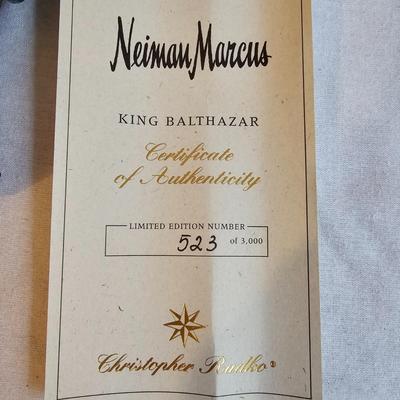 Neiman Marcus
KING BALTHAZAR
Certificate
of Authenticity
LIMITED EDITION NUMBER
523 of 3,000
Christopher Radko®